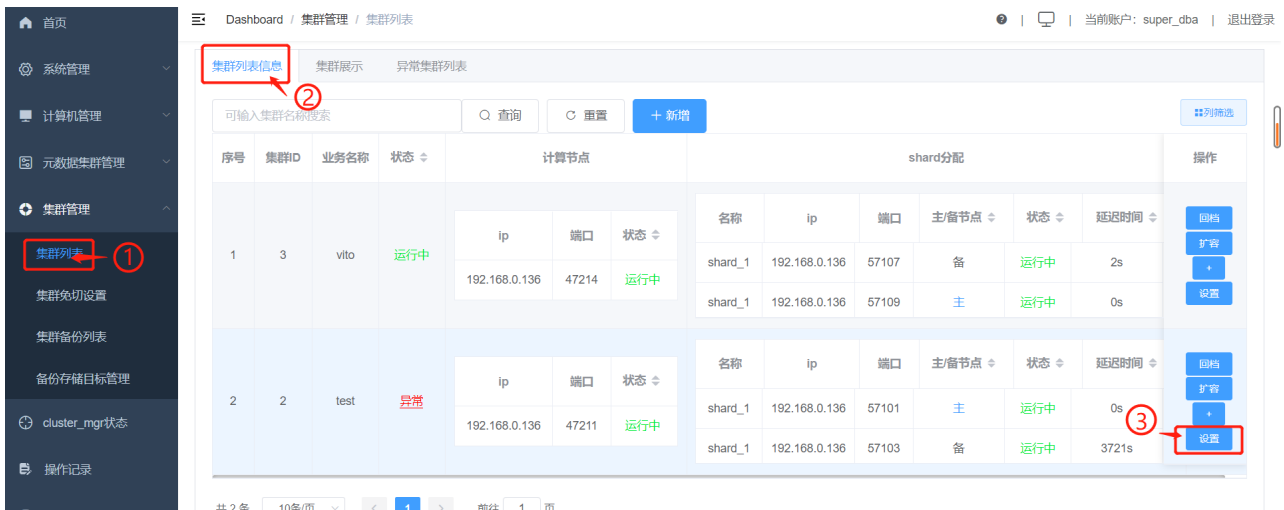 首页
Dashboard / 集群管理 / 集群列表
当前账户：super_dba | 退出登录
系统管理
计算机管理
元数据集群管理
集群管理
集群列表
①
集群免切设置
集群备份列表
备份存储目标管理
cluster_mgr状态
操作记录
集群列表信息 集群展示 异常集群列表
②
可输入集群名称搜索 查询 重置 +新增 列筛选
序号 集群ID 业务名称 状态 计算节点 shard分配 操作
1 3 vito 运行中
ip 端口 状态
192.168.0.136 47214 运行中
名称 ip 端口 主/备节点 状态 延迟时间
shard_1 192.168.0.136 57107 备 运行中 2s
shard_1 192.168.0.136 57109 主 运行中 0s
回档
扩容
+
设置
2 2 test 异常
ip 端口 状态
192.168.0.136 47211 运行中
名称 ip 端口 主/备节点 状态 延迟时间
shard_1 192.168.0.136 57101 主 运行中 0s
shard_1 192.168.0.136 57103 备 运行中 3721s
回档
扩容
+
③
设置
共 2 条 10条/页 < 1 > 前往 1 页